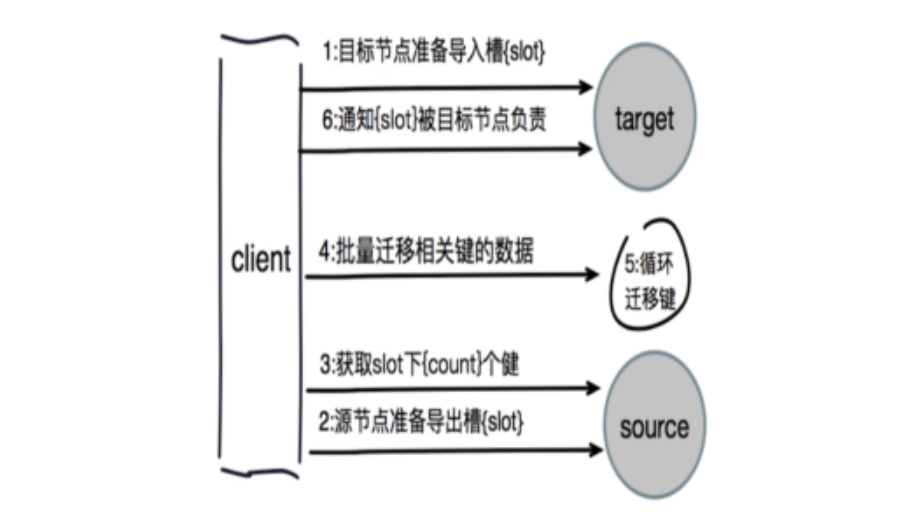 1:目标节点准备导入槽{slot}
6:通知{slot}被目标节点负责
target
client
4:批量迁移相关键的数据
5:循环
迁移键
3:获取slot下{count}个健
2:源节点准备导出槽{slot}
source